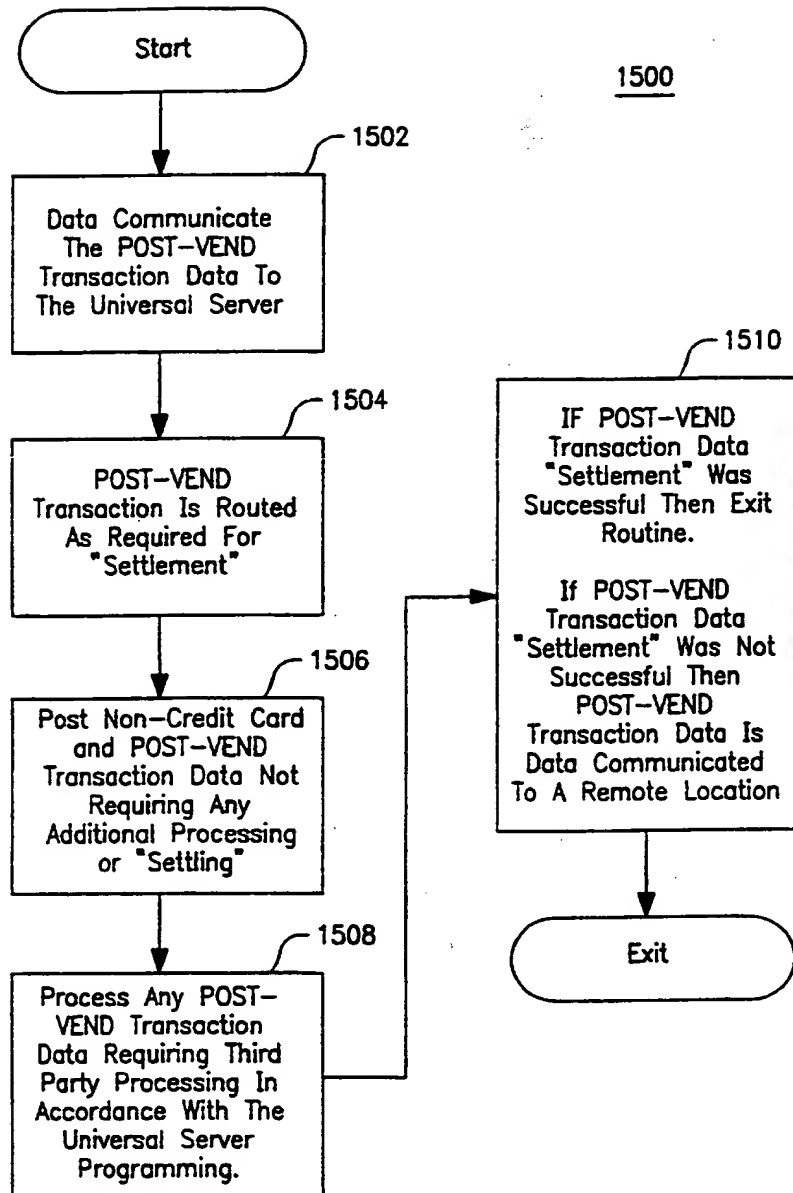 Start
1500
1502
Data Communicate
The POST-VEND
Transaction Data To
The Universal Server
1504
POST-VEND
Transaction Is Routed
As Required For
"Settlement"
1506
Post Non-Credit Card
and POST-VEND
Transaction Data Not
Requiring Any
Additional Processing
or "Settling"
1508
Process Any POST-
VEND Transaction
Data Requiring Third
Party Processing In
Accordance With The
Universal Server
Programming.
1510
IF POST-VEND
Transaction Data
"Settlement" Was
Successful Then Exit
Routine.
If POST-VEND
Transaction Data
"Settlement" Was Not
Successful Then
POST-VEND
Transaction Data Is
Data Communicated
To A Remote Location
Exit